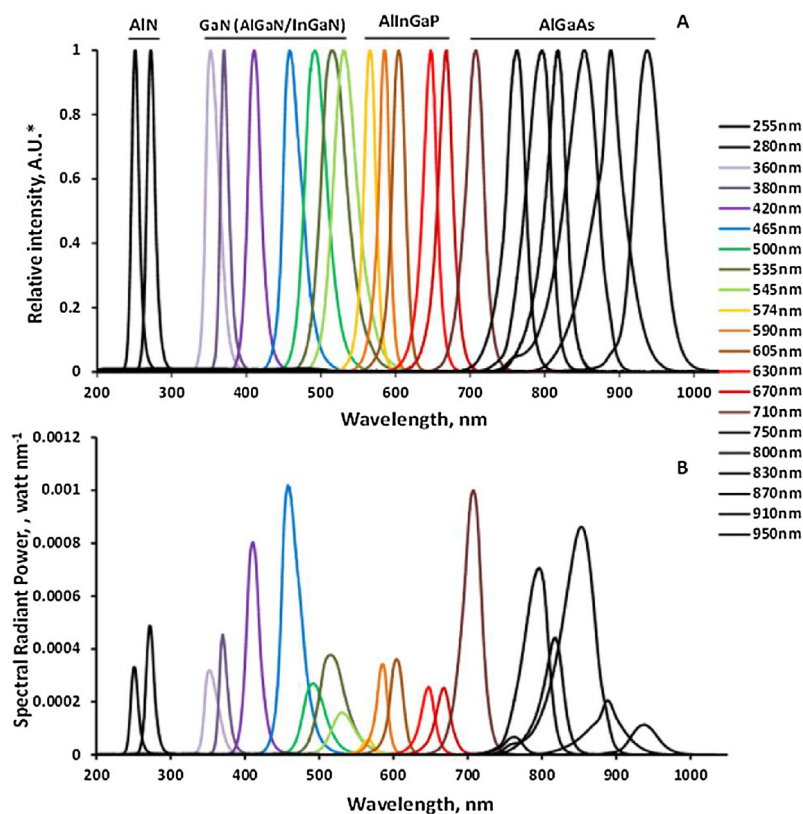 AlN
GaN (AlGaN/InGaN)
AlInGaP
AlGaAs
A
Relative intensity, A.U.*
1
0.8
0.6
0.4
0.2
0
200 300 400 500 600 700 800 900 1000
Wavelength, nm
255nm
280nm
360nm
380nm
420nm
465nm
500nm
535nm
545nm
574nm
590nm
605nm
630nm
670nm
710nm
750nm
800nm
830nm
870nm
910nm
950nm
B
Spectral Radiant Power, , watt nm⁻¹
0.0012
0.001
0.0008
0.0006
0.0004
0.0002
0
200 300 400 500 600 700 800 900 1000
Wavelength, nm